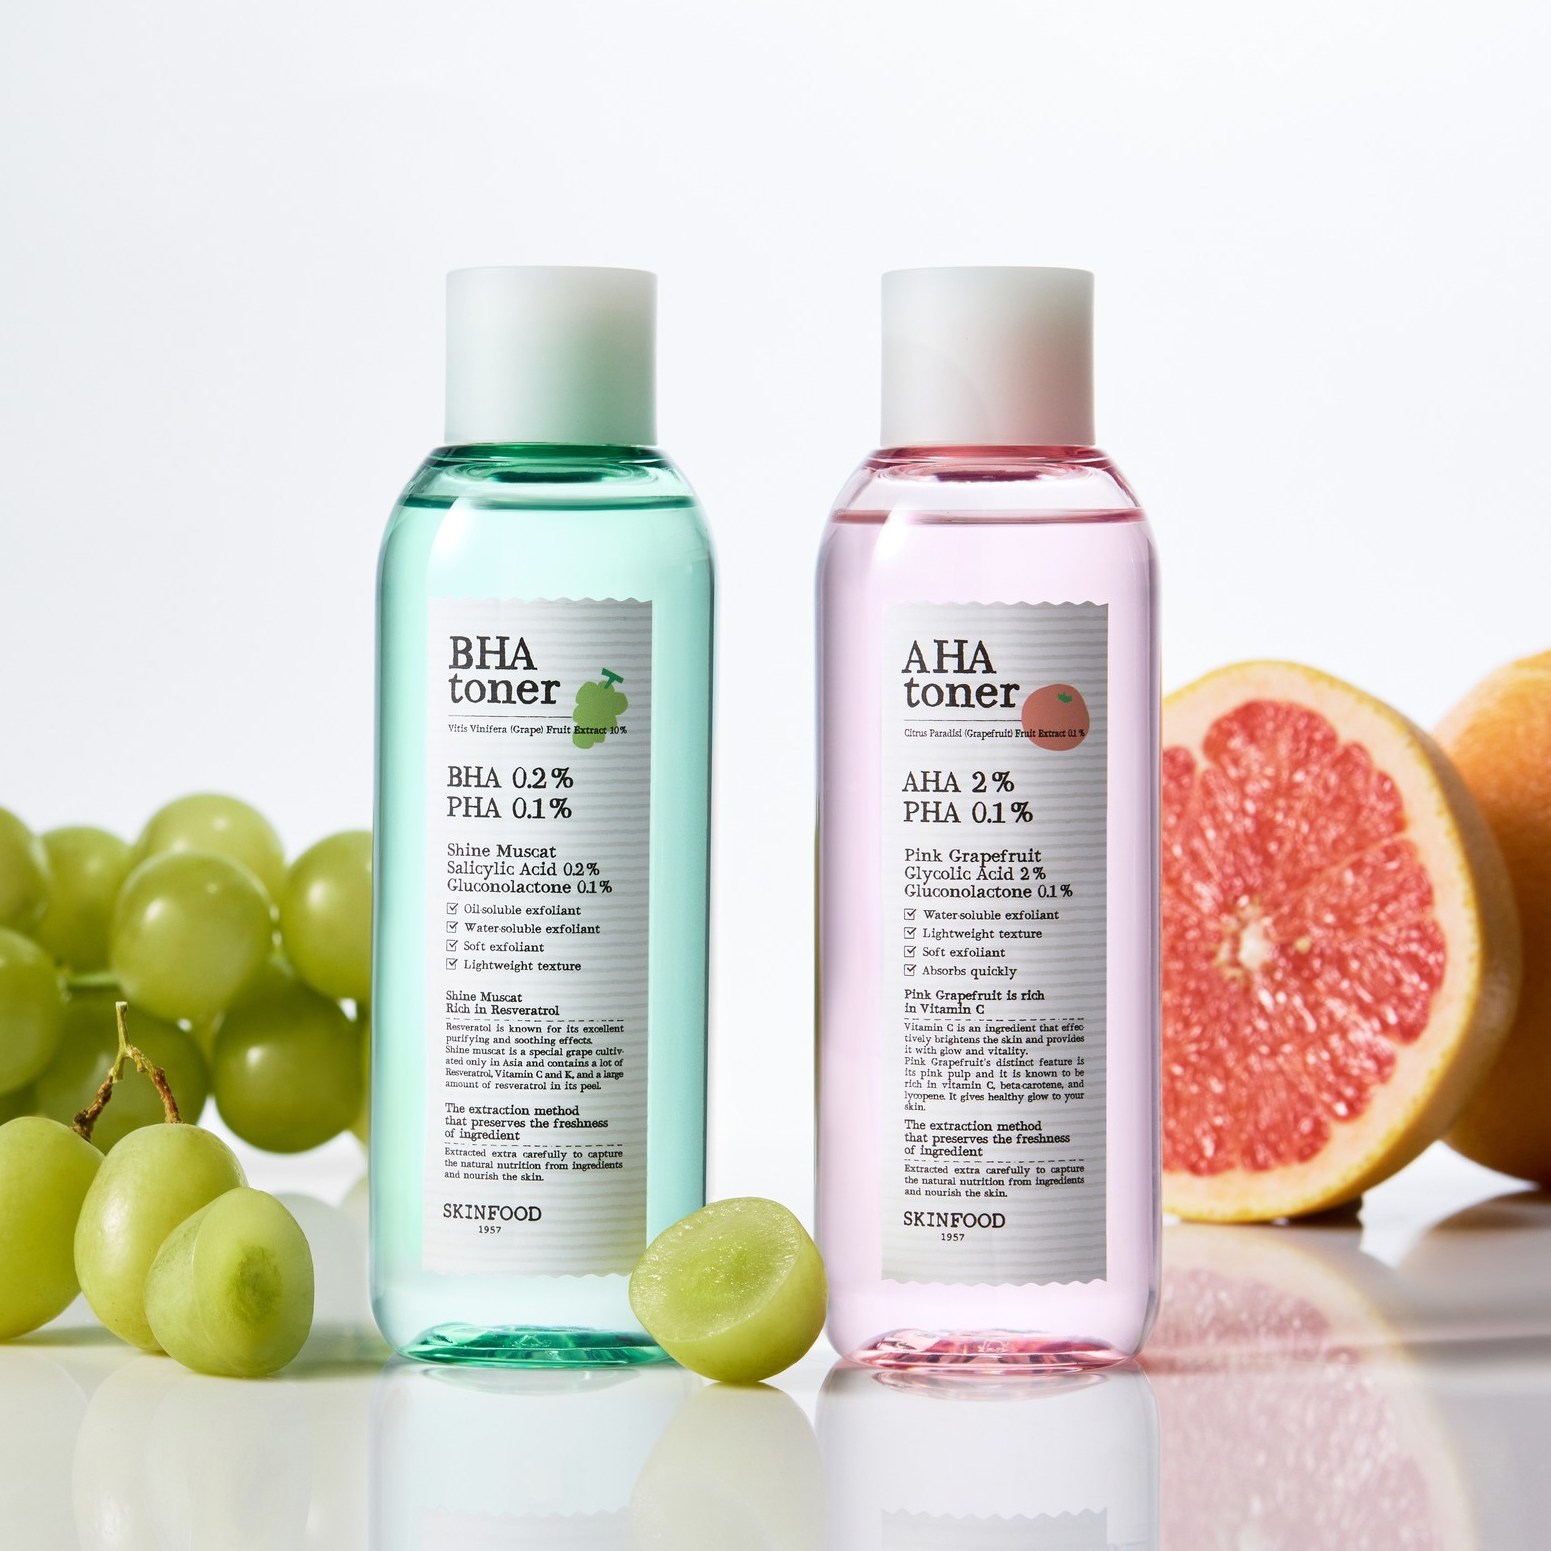 BHA
toner
Vitis Vinifera (Grape) Fruit Extract 10%
BHA 0.2%
PHA 0.1%
Shine Muscat
Salicylic Acid 0.2%
Gluconolactone 0.1%
Oil-soluble exfoliant
Water-soluble exfoliant
Soft exfoliant
Lightweight texture
Shine Muscat
Rich in Resveratrol
Resveratol is known for its excellent
purifying and soothing effects.
Shine muscat is a special grape cultiv-
ated only in Asia and contains a lot of
Resveratrol, Vitamin C and K, and a large
amount of resveratrol in its peel.
The extraction method
that preserves the freshness
of ingredient
Extracted extra carefully to capture
the natural nutrition from ingredients
and nourish the skin.
SKINFOOD
1957
AHA
toner
Citrus Paradisi (Grapefruit) Fruit Extract 0.1%
AHA 2%
PHA 0.1%
Pink Grapefruit
Glycolic Acid 2%
Gluconolactone 0.1%
Water-soluble exfoliant
Lightweight texture
Soft exfoliant
Absorbs quickly
Pink Grapefruit is rich
in Vitamin C
Vitamin C is an ingredient that effec
tively brightens the skin and provides
it with glow and vitality.
Pink Grapefruit's distinct feature is
its pink pulp and it is known to be
rich in vitamin C, beta-carotene, and
lycopene. It gives healthy glow to your
skin.
The extraction method
that preserves the freshness
of ingredient
Extracted extra carefully to capture
the natural nutrition from ingredients
and nourish the skin.
SKINFOOD
1957